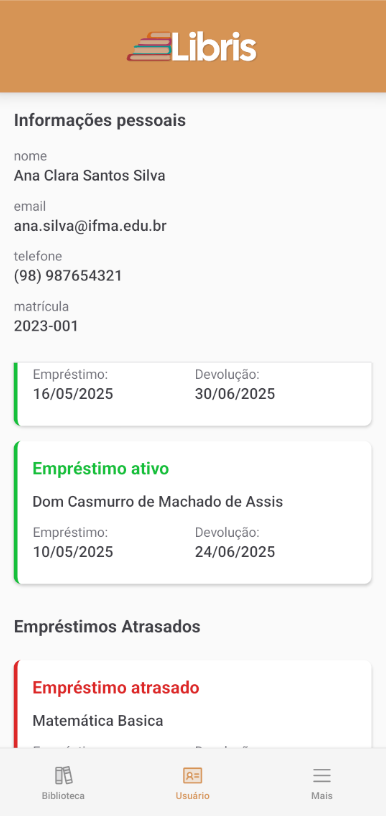 Libris
Informações pessoais
nome
Ana Clara Santos Silva
email
ana.silva@ifma.edu.br
telefone
(98) 987654321
matrícula
2023-001
Empréstimo: Devolução:
16/05/2025 30/06/2025
Empréstimo ativo
Dom Casmurro de Machado de Assis
Empréstimo: Devolução:
10/05/2025 24/06/2025
Empréstimos Atrasados
Empréstimo atrasado
Matemática Basica
Biblioteca Usuário Mais